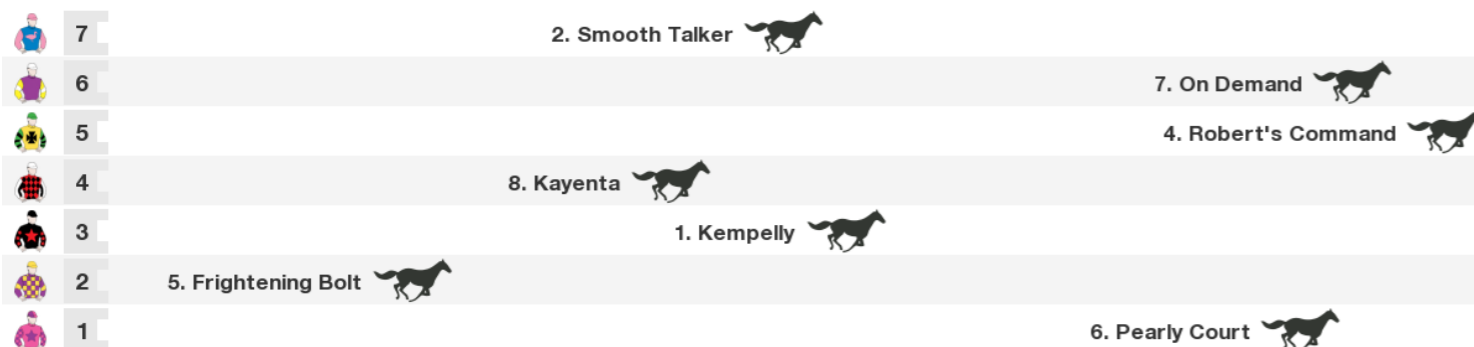 7 2. Smooth Talker
6 7. On Demand
5 4. Robert's Command
4 8. Kayenta
3 1. Kempelly
2 5. Frightening Bolt
1 6. Pearly Court